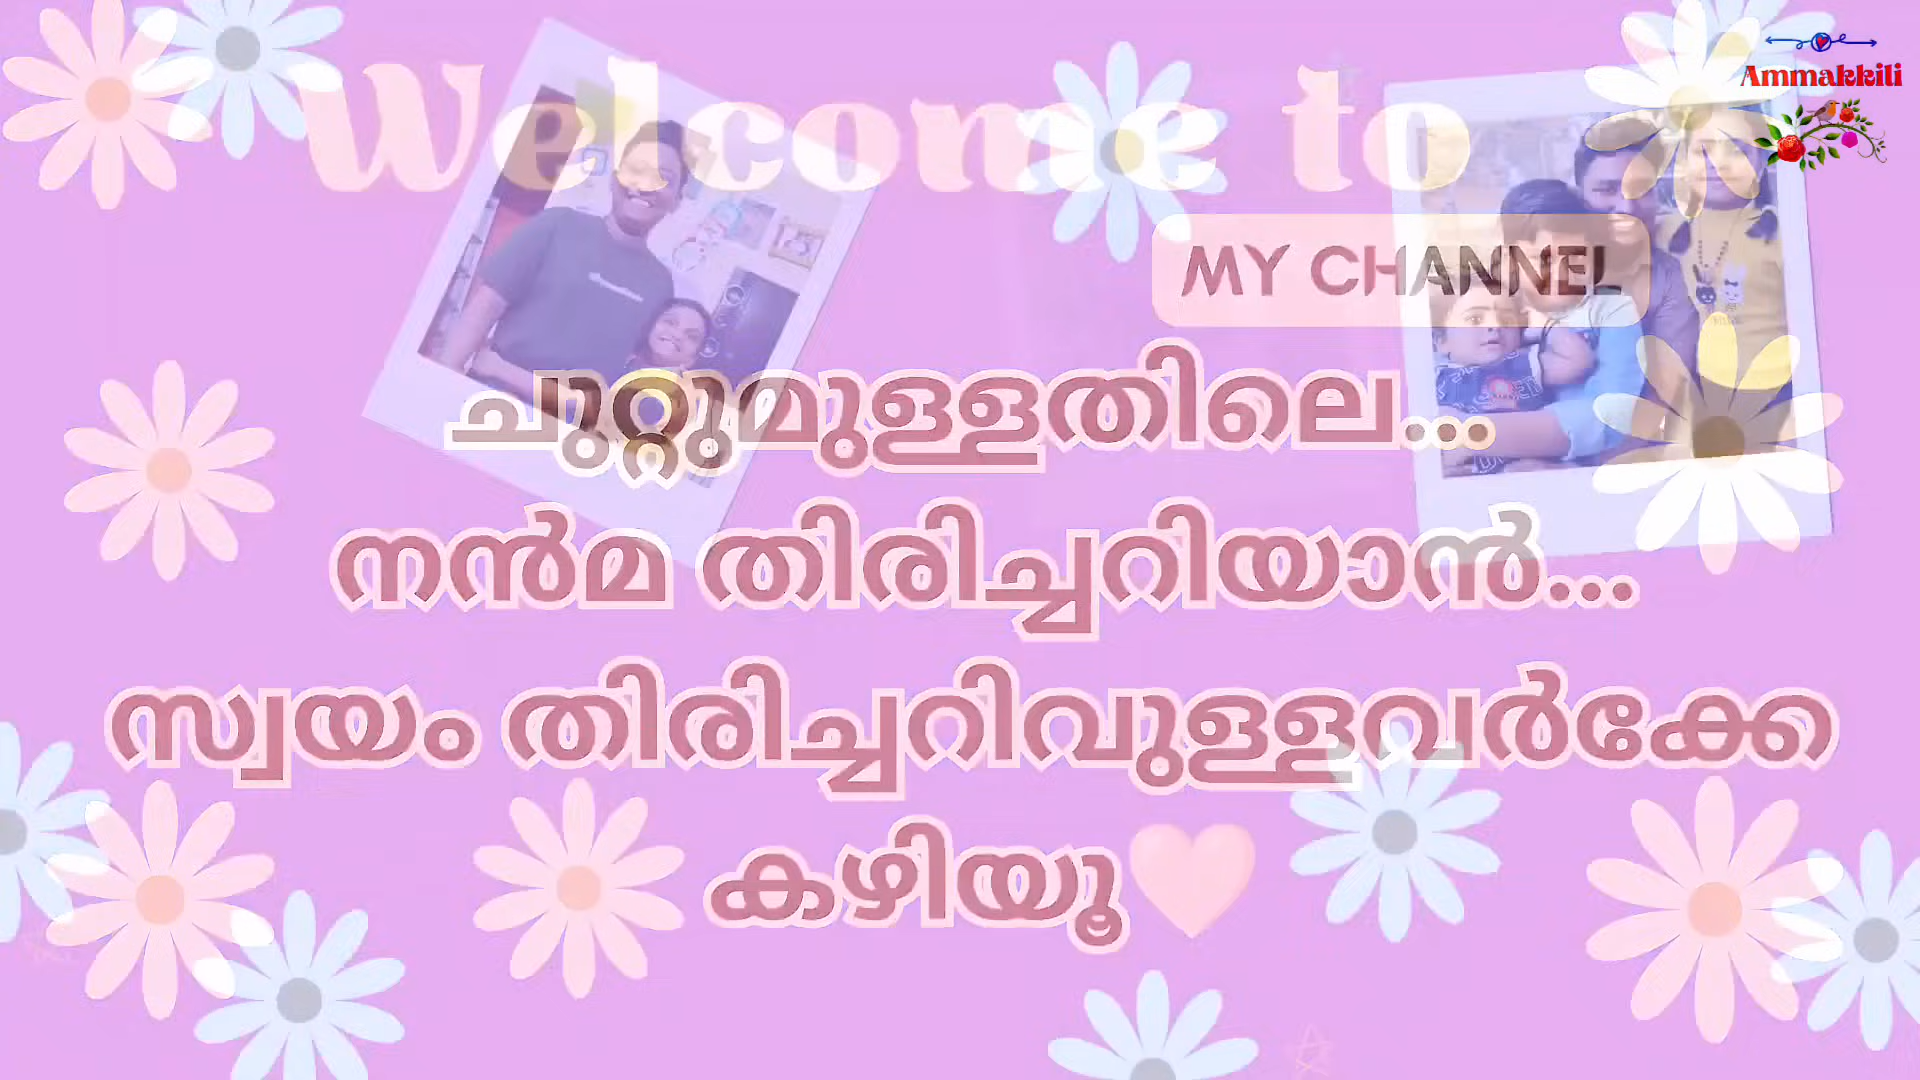 Welcome to
Ammakkili
MY CHANNEL
ചുറ്റുമുള്ളതിലെ...
നൻമ തിരിച്ചറിയാൻ...
സ്വയം തിരിച്ചറിവുള്ളവർക്കേ
കഴിയൂ